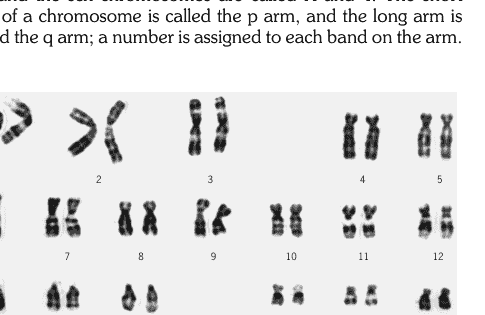 of a chromosome is called the p arm, and the long arm is
d the q arm; a number is assigned to each band on the arm.
2 3 4 5
7 8 9 10 11 12